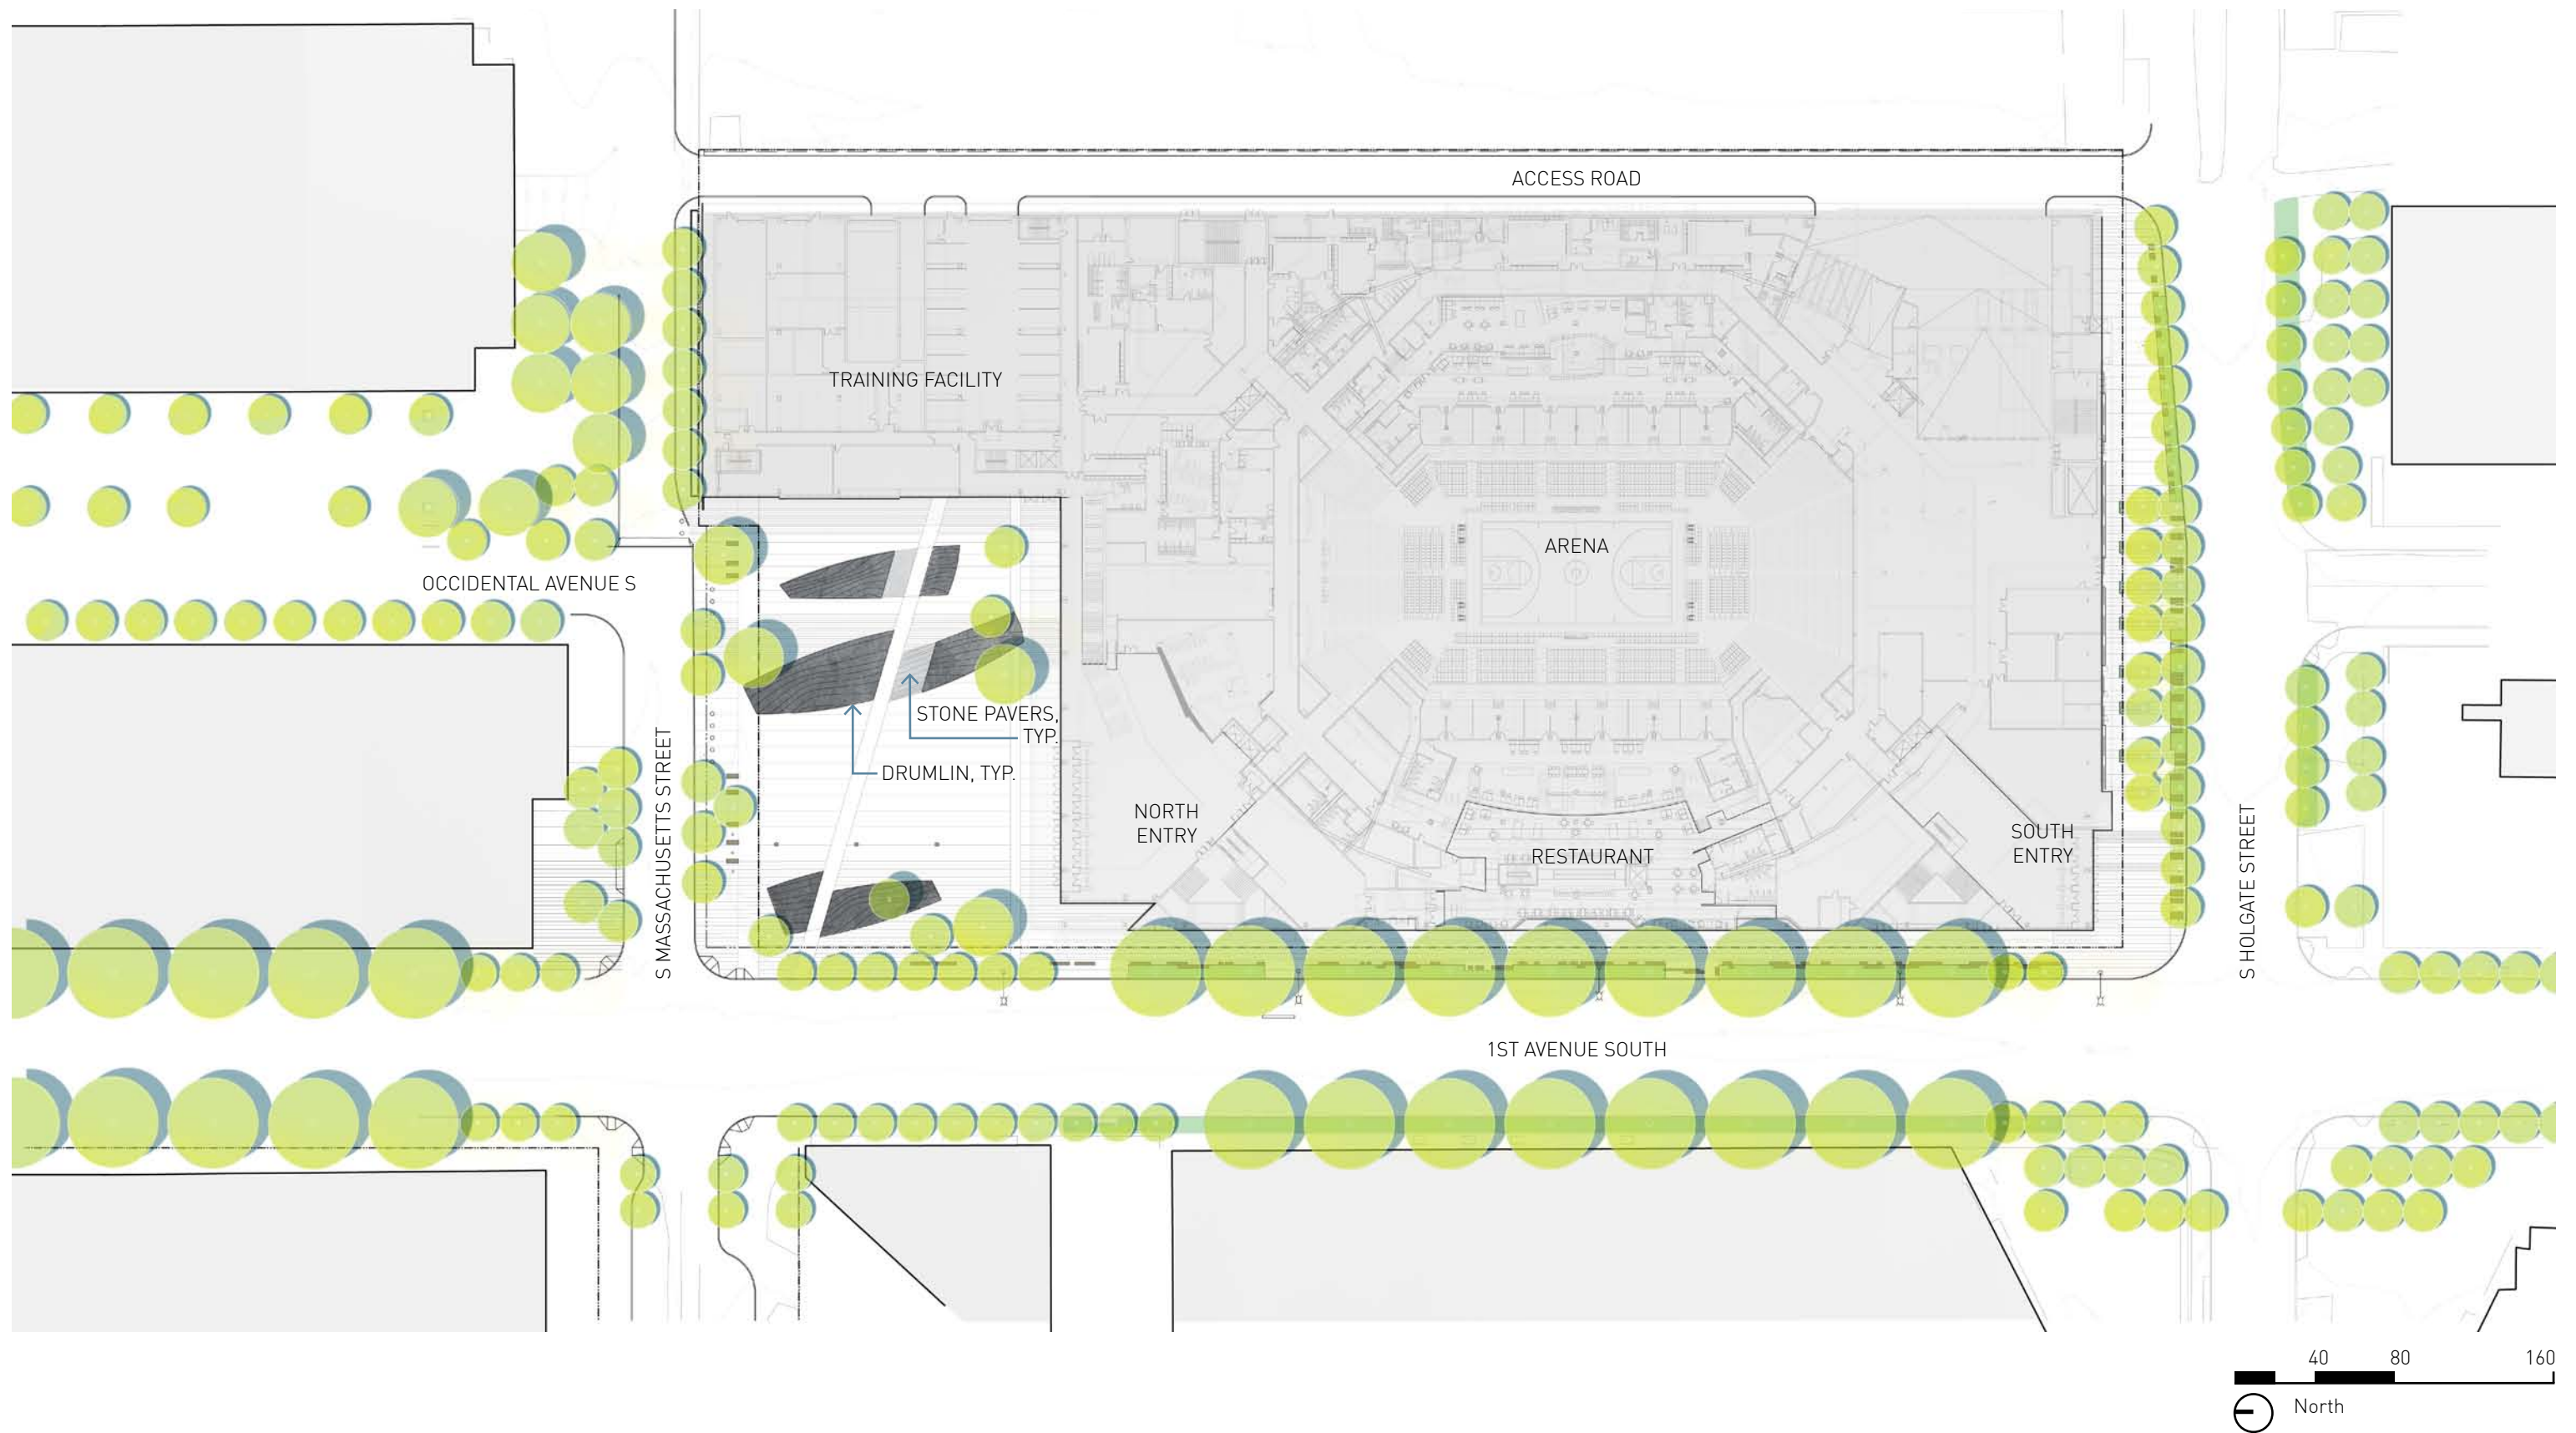 ACCESS ROAD
TRAINING FACILITY
ARENA
OCCIDENTAL AVENUE S
STONE PAVERS,
TYP.
DRUMLIN, TYP.
S MASSACHUSETTS STREET
NORTH
ENTRY
RESTAURANT
SOUTH
ENTRY
S HOLGATE STREET
1ST AVENUE SOUTH
40 80 160
North